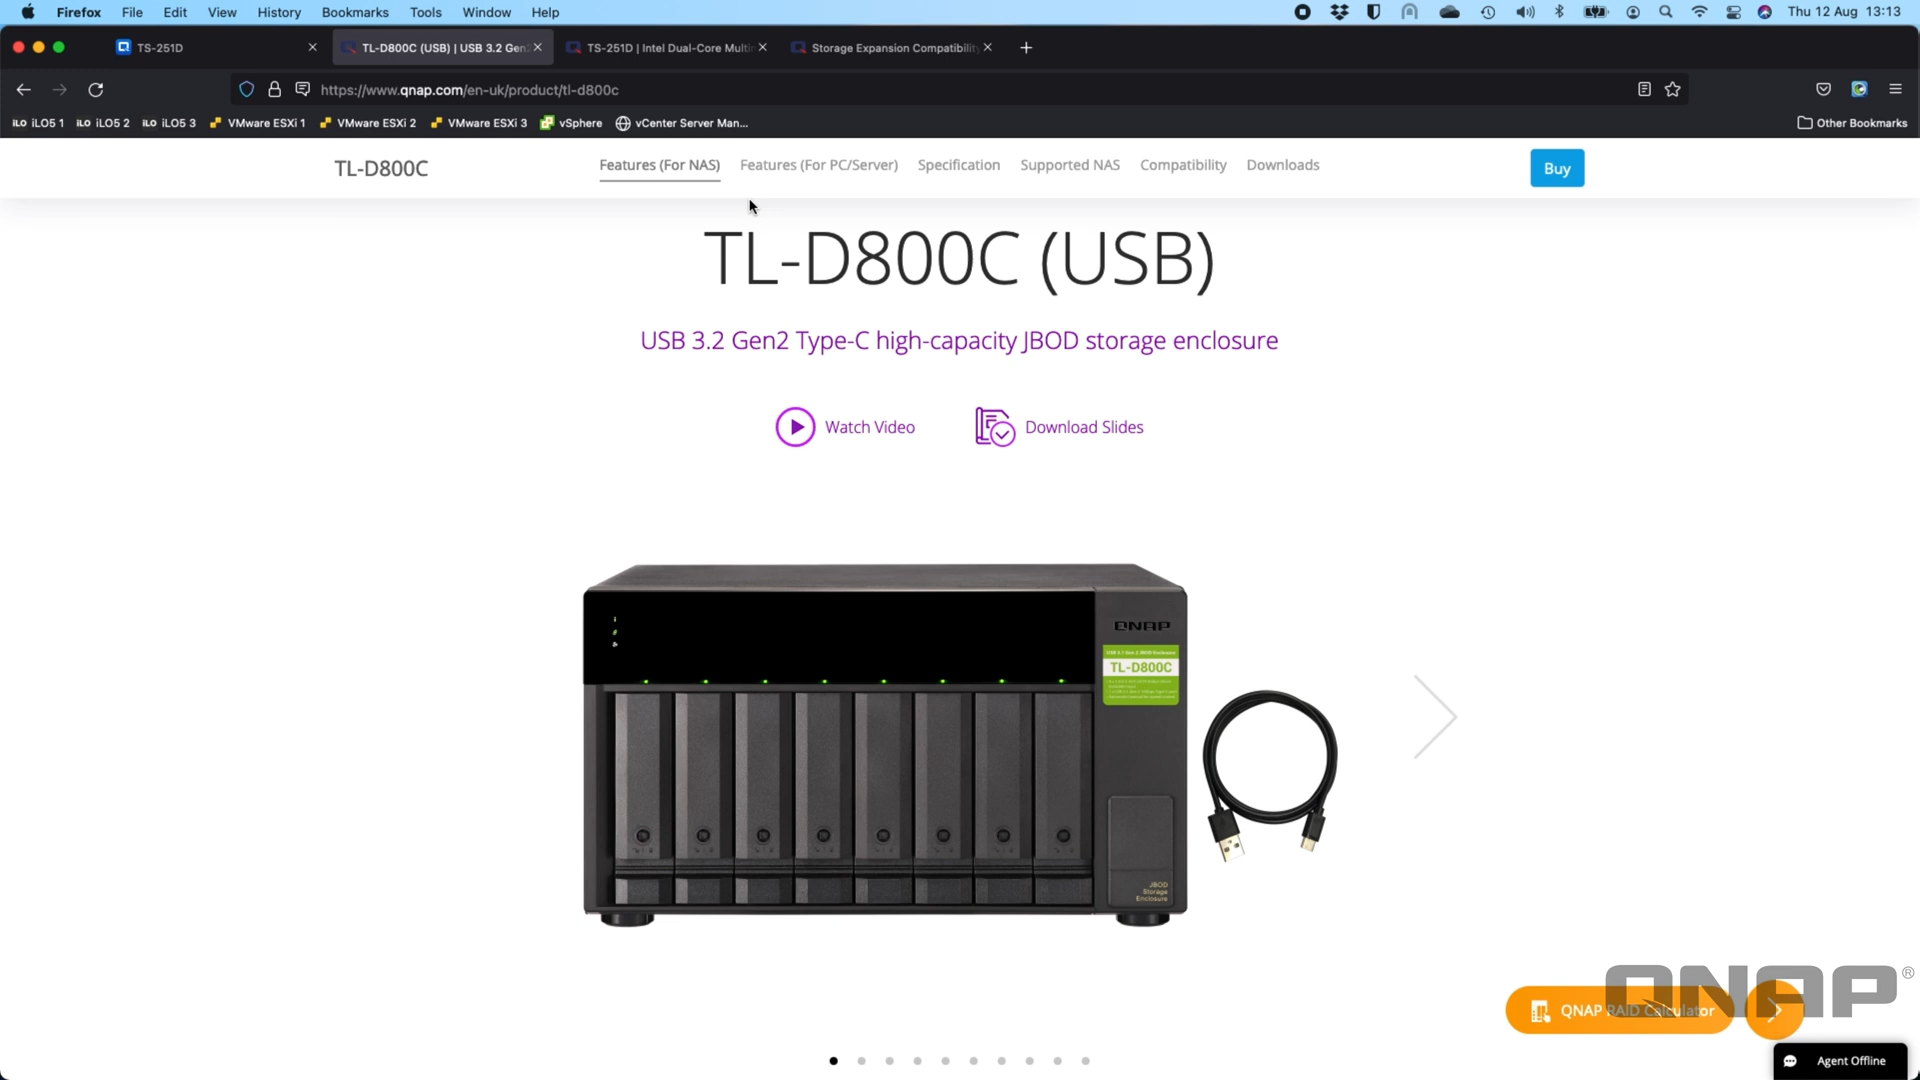 Firefox File Edit View History Bookmarks Tools Window Help Thu 12 Aug 13:13
TS-251D
TL-D800C (USB) | USB 3.2 Gen2
TS-251D | Intel Dual-Core Multi
Storage Expansion Compatibility
https://www.qnap.com/en-uk/product/tl-d800c
iLO iLO5 1 iLO iLO5 2 iLO iLO5 3 VMware ESXi 1 VMware ESXi 2 VMware ESXi 3 vSphere vCenter Server Man... Other Bookmarks
TL-D800C Features (For NAS) Features (For PC/Server) Specification Supported NAS Compatibility Downloads Buy
TL-D800C (USB)
USB 3.2 Gen2 Type-C high-capacity JBOD storage enclosure
Watch Video Download Slides
QNAP
TL-D800C
JBOD
Storage
Enclosure
QNAP ®
QNAP RAID Calculator
Agent Offline